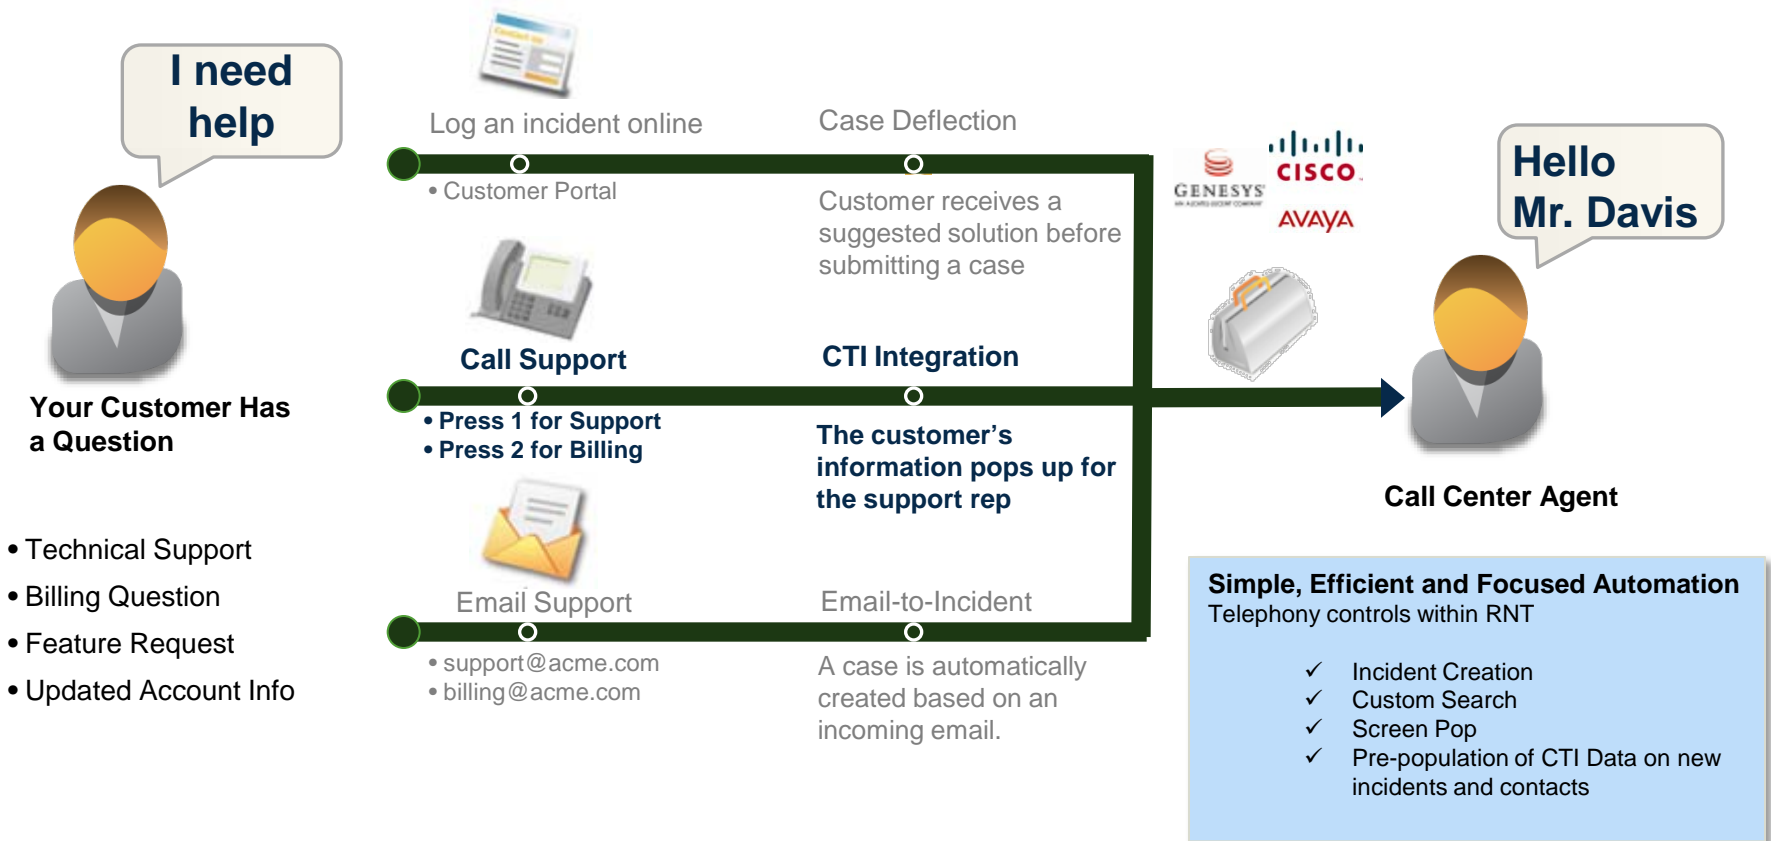 I need
help
Your Customer Has
a Question
• Technical Support
• Billing Question
• Feature Request
• Updated Account Info
Log an incident online
• Customer Portal
Case Deflection
Customer receives a
suggested solution before
submitting a case
Call Support
• Press 1 for Support
• Press 2 for Billing
CTI Integration
The customer’s
information pops up for
the support rep
Email Support
• support@acme.com
• billing@acme.com
Email-to-Incident
A case is automatically
created based on an
incoming email.
GENESYS
CISCO
AVAYA
Hello
Mr. Davis
Call Center Agent
Simple, Efficient and Focused Automation
Telephony controls within RNT
✓ Incident Creation
✓ Custom Search
✓ Screen Pop
✓ Pre-population of CTI Data on new
incidents and contacts